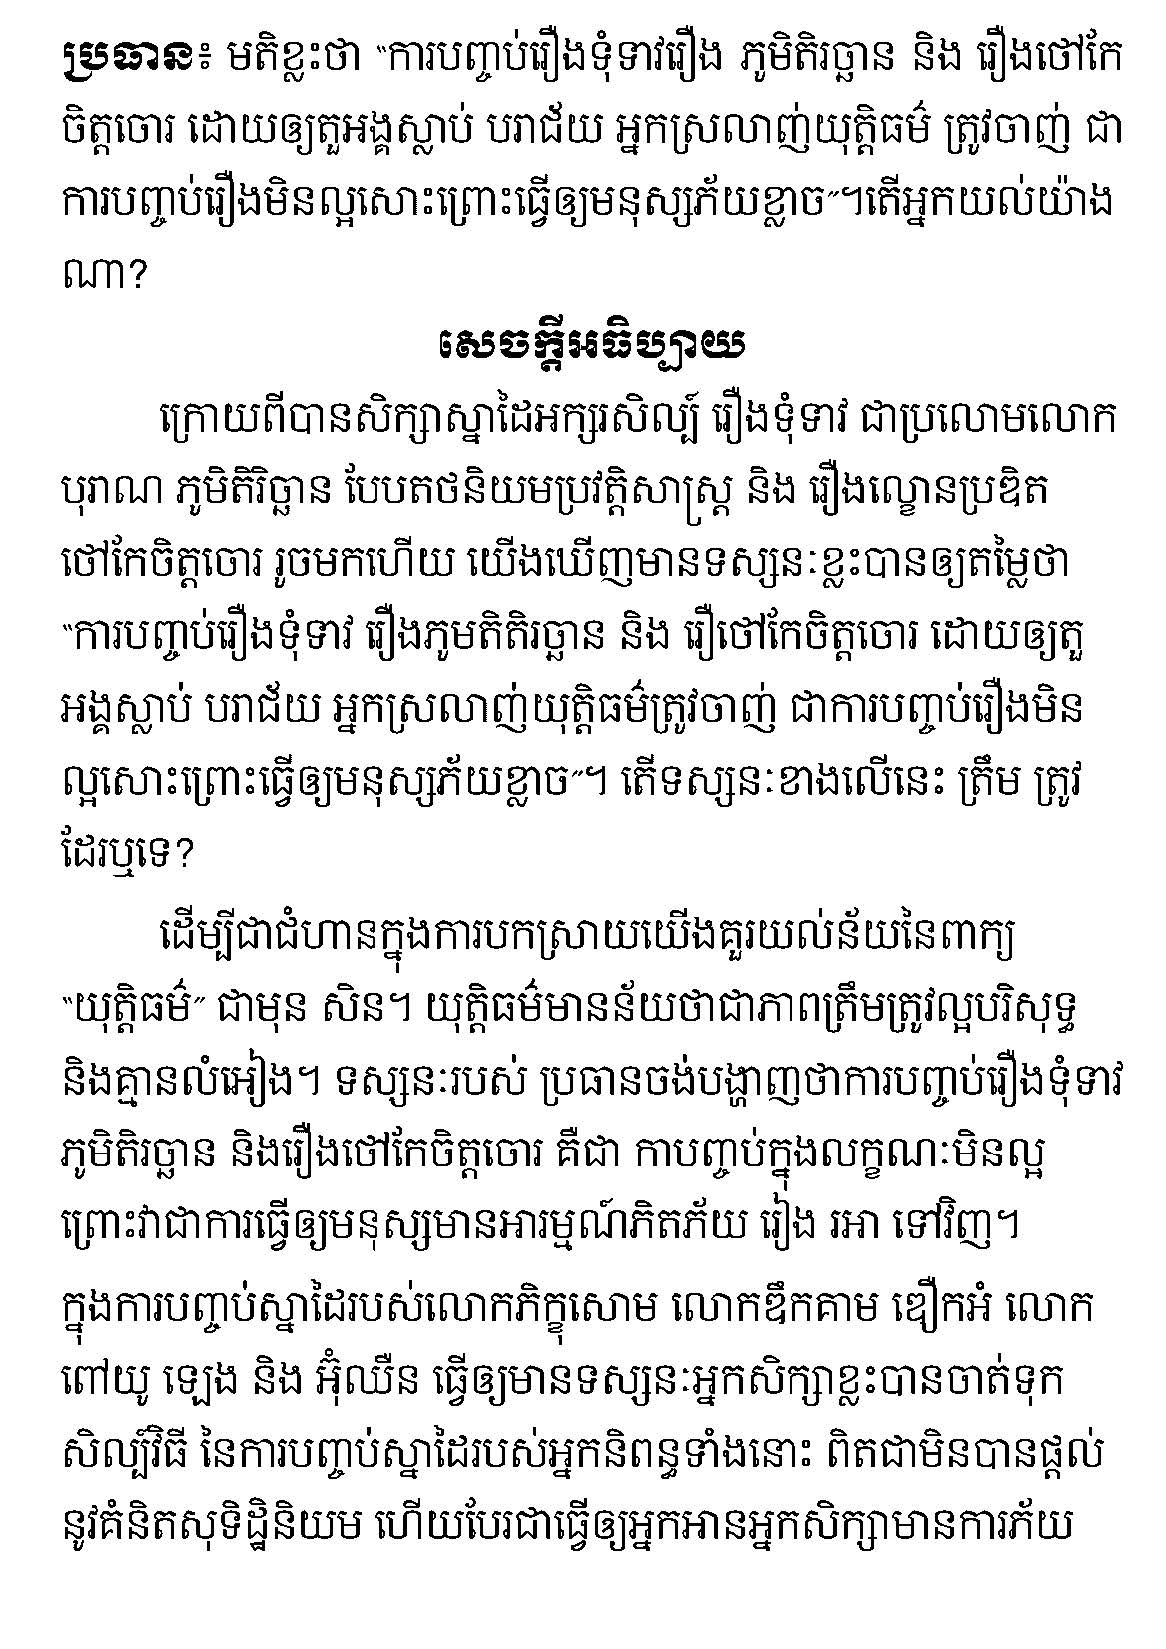 ប្រធាន៖ មតិខ្លះថា “ការបញ្ចប់រឿងទុំទាវរឿង ភូមិតិរច្ឆាន និង រឿងថៅកែ
ចិត្តចោរ ដោយឲ្យតួអង្គស្លាប់ បរាជ័យ អ្នកស្រលាញ់យុត្តិធម៌ ត្រូវចាញ់ ជា
ការបញ្ចប់រឿងមិនល្អសោះព្រោះធ្វើឲ្យមនុស្សភ័យខ្លាច”។តើអ្នកយល់យ៉ាង
ណា?
សេចក្តីអធិប្បាយ
ក្រោយពីបានសិក្សាស្នាដៃអក្សរសិល្ប៍ រឿងទុំទាវ ជាប្រលោមលោក
បុរាណ ភូមិតិរិច្ឆាន បែបតថនិយមប្រវត្តិសាស្ត្រ និង រឿងល្ខោនប្រឌិត
ថៅកែចិត្តចោរ រូចមកហើយ យើងឃើញមានទស្សនៈខ្លះបានឲ្យតម្លៃថា
“ការបញ្ចប់រឿងទុំទាវ រឿងភូមតិតិរច្ឆាន និង រឿថៅកែចិត្តចោរ ដោយឲ្យតួ
អង្គស្លាប់ បរាជ័យ អ្នកស្រលាញ់យុត្តិធម៌ត្រូវចាញ់ ជាការបញ្ចប់រឿងមិន
ល្អសោះព្រោះធ្វើឲ្យមនុស្សភ័យខ្លាច”។ តើទស្សនៈខាងលើនេះ ត្រឹម ត្រូវ
ដែរឬទេ?
ដើម្បីជាជំហានក្នុងការបកស្រាយយើងគួរយល់ន័យនៃពាក្យ
“យុត្តិធម៌” ជាមុន សិន។ យុត្តិធម៌មានន័យថាជាភាពត្រឹមត្រូវល្អបរិសុទ្ធ
និងគ្មានលំអៀង។ ទស្សនៈរបស់ ប្រធានចង់បង្ហាញថាការបញ្ចប់រឿងទុំទាវ
ភូមិតិរច្ឆាន និងរឿងថៅកែចិត្តចោរ គឺជា កាបញ្ចប់ក្នុងលក្ខណៈមិនល្អ
ព្រោះវាជាការធ្វើឲ្យមនុស្សមានអារម្មណ៍ភិតភ័យ រៀង រអា ទៅវិញ។
ក្នុងការបញ្ចប់ស្នាដៃរបស់លោកភិក្ខុសោម លោកឌឹកគាម ឌឿកអំ លោក
ពៅយូ ឡេង និង អ៊ុំឈឺន ធ្វើឲ្យមានទស្សនៈអ្នកសិក្សាខ្លះបានចាត់ទុក
សិល្ប៍វិធី នៃការបញ្ចប់ស្នាដៃរបស់អ្នកនិពន្ធទាំងនោះ ពិតជាមិនបានផ្តល់
នូវគំនិតសុទិដ្ឋិនិយម ហើយបែរជាធ្វើឲ្យអ្នកអានអ្នកសិក្សាមានការភ័យ